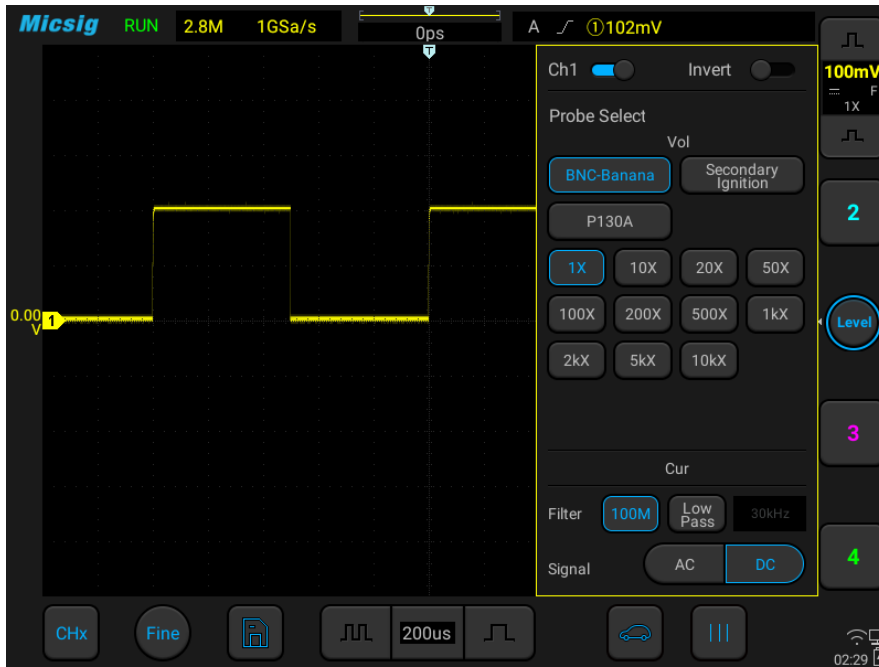 Micsig RUN 2.8M 1GSa/s 0ps A ①102mV
T
T
Ch1 Invert
100mV
F
1X
Probe Select
Vol
BNC-Banana Secondary
Ignition
P130A
2
1X 10X 20X 50X
100X 200X 500X 1kX
0.00
V
1
Level
2kX 5kX 10kX
3
Cur
Filter 100M Low
Pass 30kHz
Signal AC DC
4
CHx Fine 200us
02:29